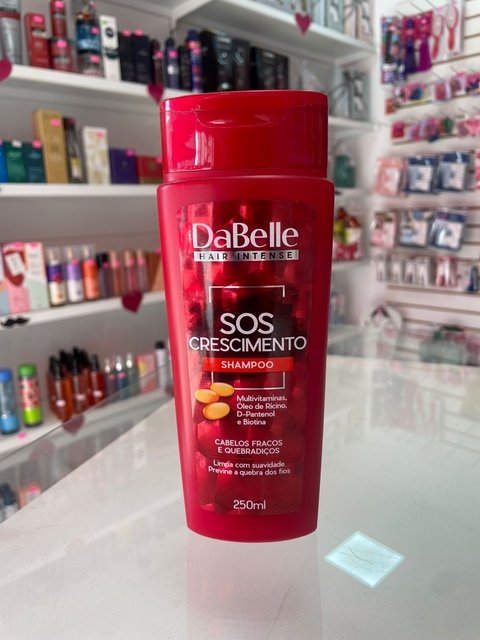 DaBelle
HAIR INTENSE
SOS
CRESCIMENTO
SHAMPOO
Multivitaminas,
Óleo de Rícino,
D-Pantenol
e Biotina
CABELOS FRACOS
E QUEBRADIÇOS
Limpa com suavidade
Previne a quebra dos fios
250ml